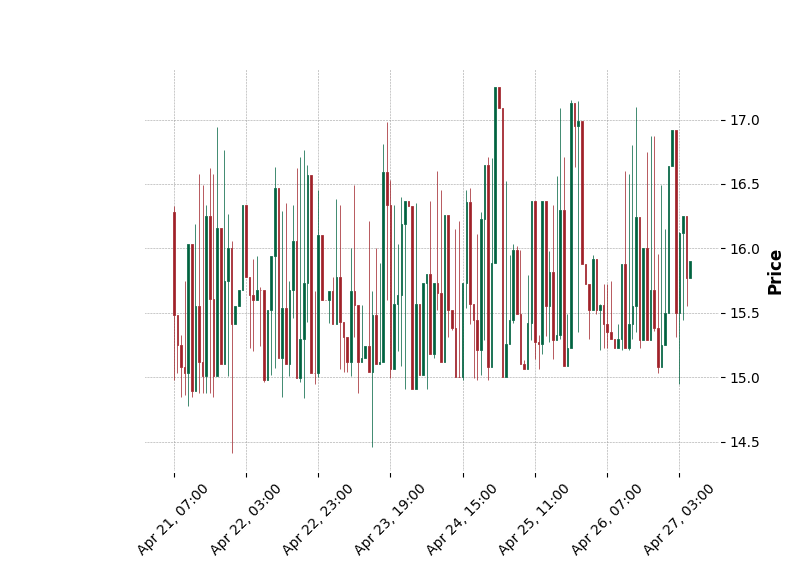 17.0
16.5
16.0
15.5
15.0
14.5
Price
Apr 21, 07:00
Apr 22, 03:00
Apr 22, 23:00
Apr 23, 19:00
Apr 24, 15:00
Apr 25, 11:00
Apr 26, 07:00
Apr 27, 03:00